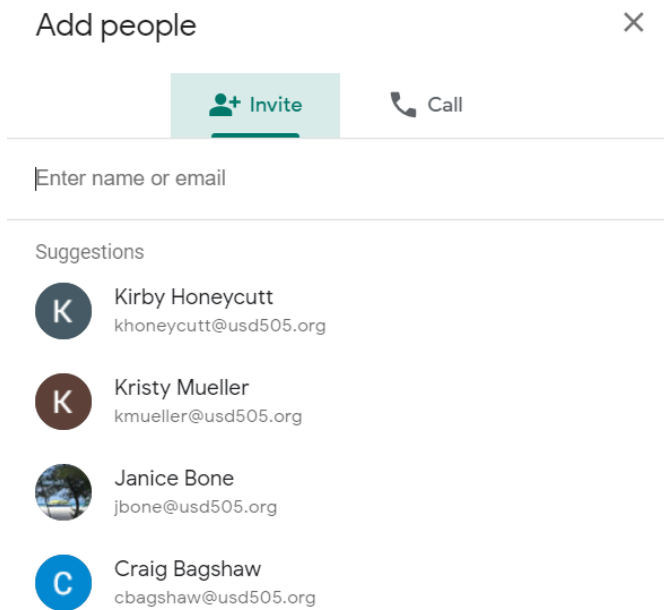 Add people
Invite
Call
Enter name or email
Suggestions
K
Kirby Honeycutt
khoneycutt@usd505.org
K
Kristy Mueller
kmueller@usd505.org
Janice Bone
jbone@usd505.org
C
Craig Bagshaw
cbagshaw@usd505.org